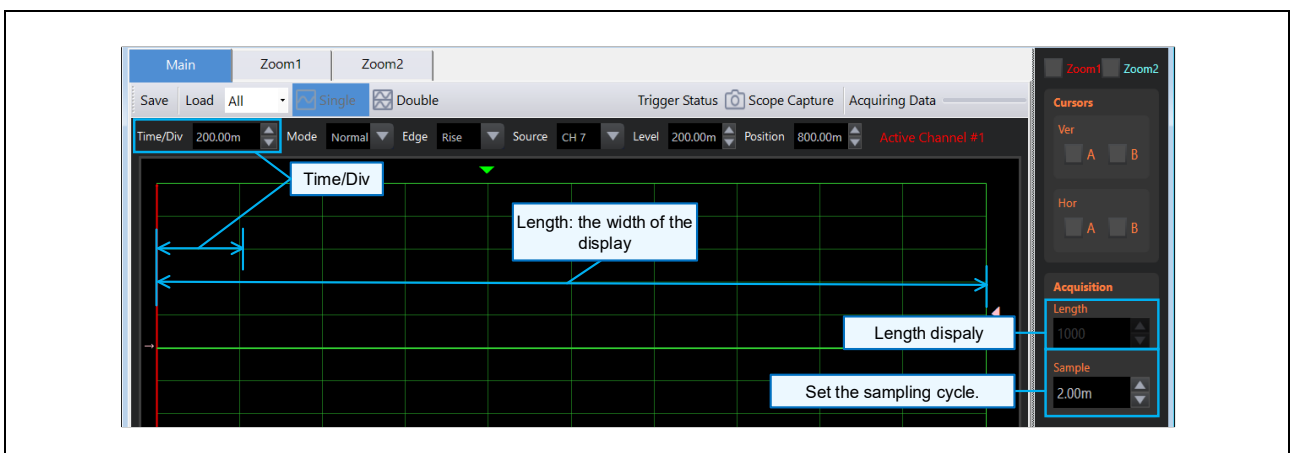 Main Zoom1 Zoom2
Zoom1 Zoom2
Save Load All Single Double Trigger Status Scope Capture Acquiring Data
Cursors
Time/Div 200.00m Mode Normal Edge Rise Source CH 7 Level 200.00m Position 800.00m Active Channel #1
Ver
A B
Time/Div
Hor
Length: the width of the
display
A B
Acquisition
Length
Length dispaly
1000
Sample
Set the sampling cycle.
2.00m